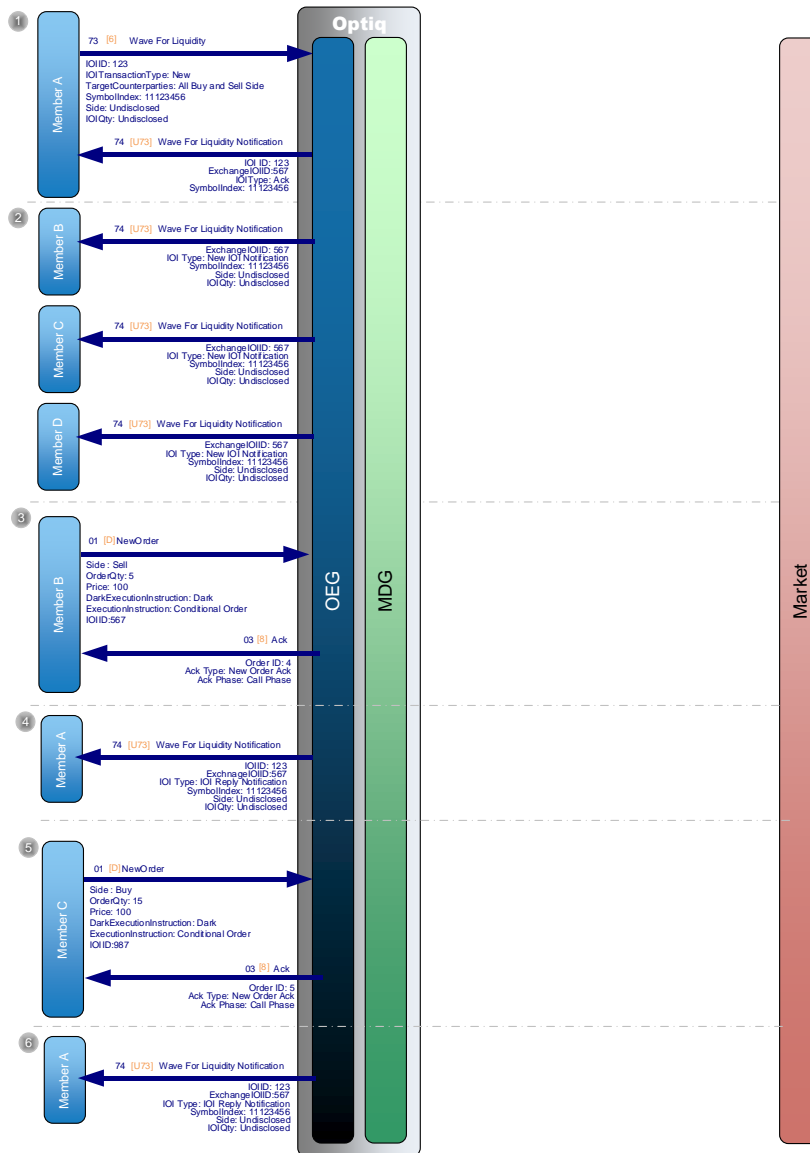 Optiq
OEG
MDG
Market
1
Member A
73 [6] Wave For Liquidity
IOIID: 123
IOITransactionType: New
TargetCounterparties: All Buy and Sell Side
SymbolIndex: 11123456
Side: Undisclosed
IOIQty: Undisclosed
74 [U73] Wave For Liquidity Notification
IOI ID: 123
ExchangeIOIID:567
IOIType: Ack
SymbolIndex: 11123456
2
Member B
74 [U73] Wave For Liquidity Notification
ExchangeIOIID: 567
IOI Type: New IOI Notification
SymbolIndex: 11123456
Side: Undisclosed
IOIQty: Undisclosed
Member C
74 [U73] Wave For Liquidity Notification
ExchangeIOIID: 567
IOI Type: New IOI Notification
SymbolIndex: 11123456
Side: Undisclosed
IOIQty: Undisclosed
Member D
74 [U73] Wave For Liquidity Notification
ExchangeIOIID: 567
IOI Type: New IOI Notification
SymbolIndex: 11123456
Side: Undisclosed
IOIQty: Undisclosed
3
Member B
01 [D] NewOrder
Side : Sell
OrderQty: 5
Price: 100
DarkExecutionInstruction: Dark
ExecutionInstruction: Conditional Order
IOIID:567
03 [8] Ack
Order ID: 4
Ack Type: New Order Ack
Ack Phase: Call Phase
4
Member A
74 [U73] Wave For Liquidity Notification
IOIID: 123
ExchnageIOIID:567
IOI Type: IOI Reply Notification
SymbolIndex: 11123456
Side: Undisclosed
IOIQty: Undisclosed
5
Member C
01 [D] NewOrder
Side : Buy
OrderQty: 15
Price: 100
DarkExecutionInstruction: Dark
ExecutionInstruction: Conditional Order
IOIID:987
03 [8] Ack
Order ID: 5
Ack Type: New Order Ack
Ack Phase: Call Phase
6
Member A
74 [U73] Wave For Liquidity Notification
IOIID: 123
ExchangeIOIID:567
IOI Type: IOI Reply Notification
SymbolIndex: 11123456
Side: Undisclosed
IOIQty: Undisclosed